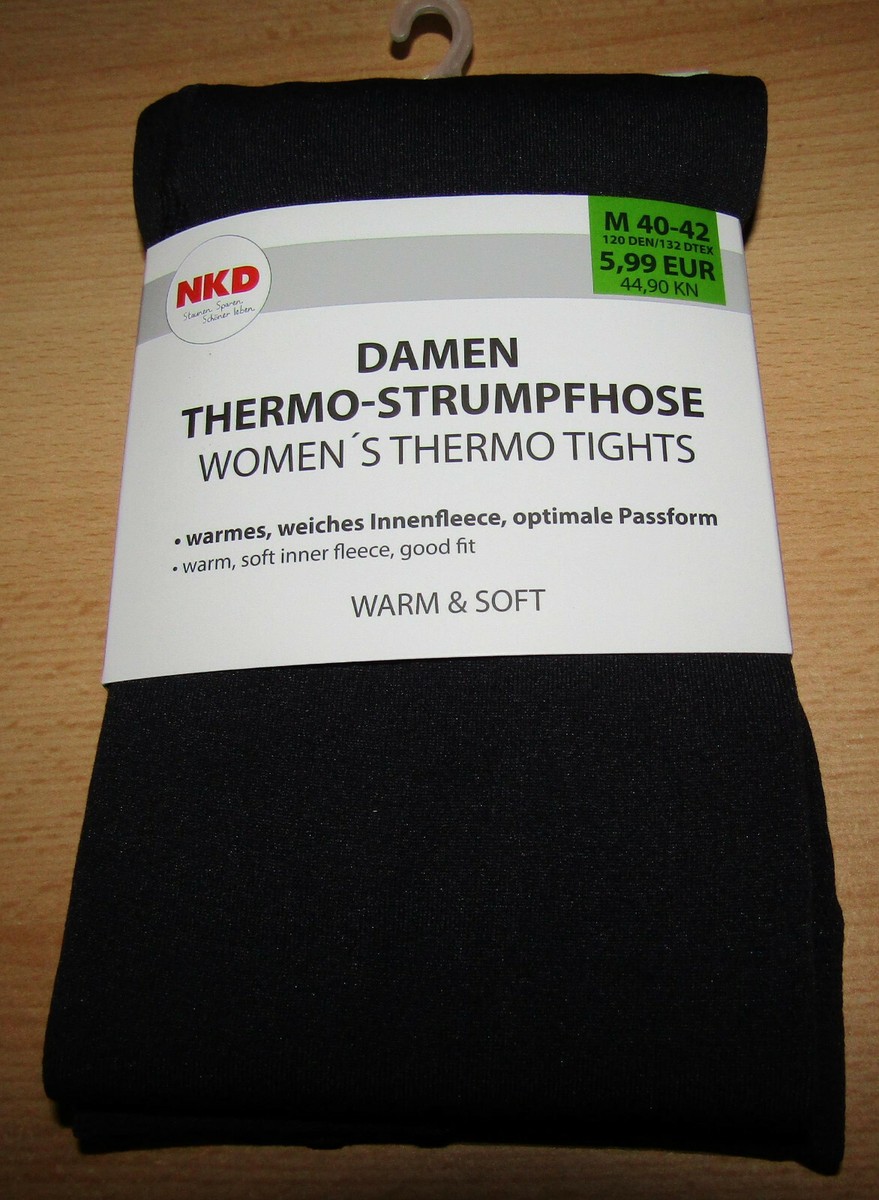 M 40-42
120 DEN/132 DTEX
5,99 EUR
44,90 KN
NKD
Staunen. Sparen.
Schöner leben.
DAMEN
THERMO-STRUMPFHOSE
WOMEN´S THERMO TIGHTS
• warmes, weiches Innenfleece, optimale Passform
• warm, soft inner fleece, good fit
WARM & SOFT